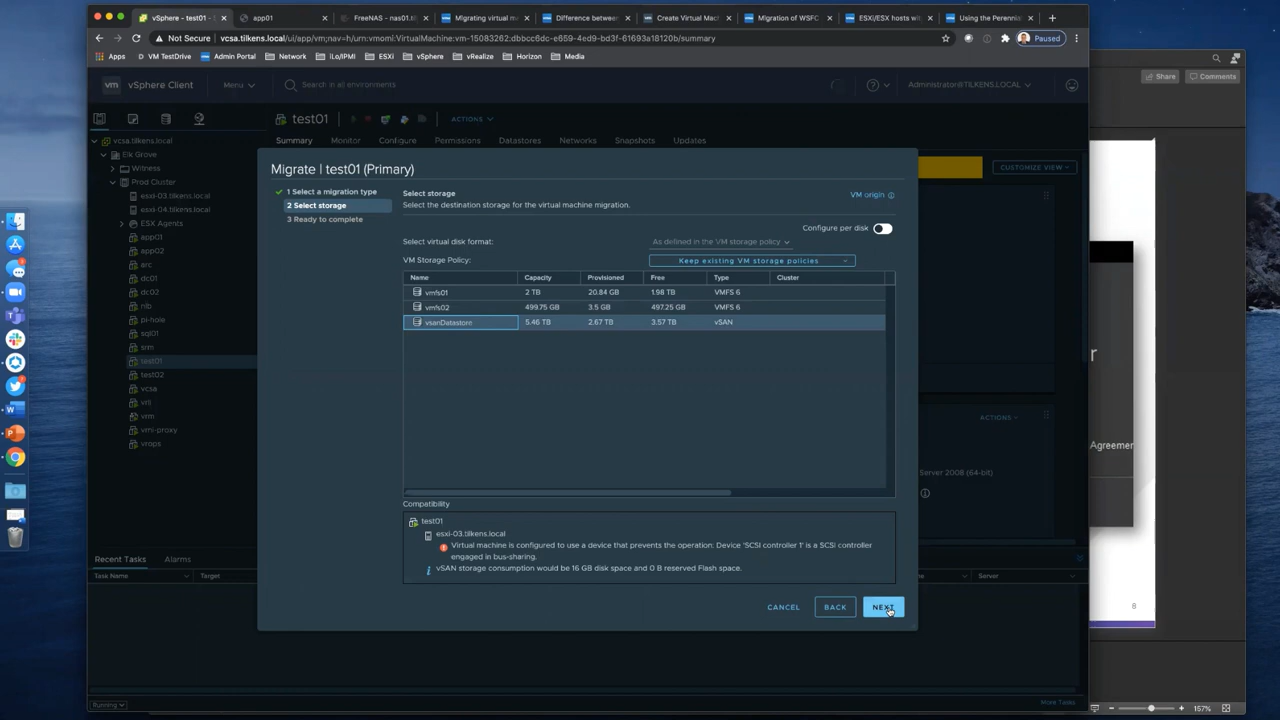 vSphere - test01 - S
app01
FreeNAS - nas01.t
Migrating virtual m
Difference between
Create Virtual Mac
Migration of WSFC
ESXi/ESX hosts wit
Using the Perennia
Not Secure
vcsa.tilkens.local/ui/app/vm;nav=h/urn:vmomi:VirtualMachine:vm-15083262:dbbcc6dc-e659-4ed9-bd3f-61693a18120b/summary
Paused
Apps
VM TestDrive
Admin Portal
Network
iLo/IPMI
ESXi
vSphere
vRealize
Horizon
Media
Share
Comments
vm
vSphere Client
Menu
Search in all environments
Administrator@TILKENS.LOCAL
test01
ACTIONS
Summary
Monitor
Configure
Permissions
Datastores
Networks
Snapshots
Updates
CUSTOMIZE VIEW
vcsa.tilkens.local
Elk Grove
Witness
Prod Cluster
esxi-03.tilkens.local
esxi-04.tilkens.local
ESX Agents
app01
app02
arc
dc01
dc02
nib
pi-hole
sql01
srm
test01
test02
vcsa
vrli
vrm
vrni-proxy
vrops
Migrate | test01 (Primary)
1 Select a migration type
2 Select storage
3 Ready to complete
Select storage
Select the destination storage for the virtual machine migration.
VM origin
Configure per disk
Select virtual disk format:
As defined in the VM storage policy
VM Storage Policy:
Keep existing VM storage policies
Name Capacity Provisioned Free Type Cluster
vmfs01 2 TB 20.84 GB 1.98 TB VMFS 6
vmfs02 499.75 GB 3.5 GB 497.25 GB VMFS 6
vsanDatastore 5.46 TB 2.67 TB 3.57 TB vSAN
Compatibility
test01
esxi-03.tilkens.local
Virtual machine is configured to use a device that prevents the operation: Device 'SCSI controller 1' is a SCSI controller
engaged in bus-sharing.
vSAN storage consumption would be 16 GB disk space and 0 B reserved Flash space.
CANCEL
BACK
NEXT
ACTIONS
Server 2008 (64-bit)
r
Agreemer
8
Recent Tasks
Alarms
Task Name
Target
Server
Running
More Tasks
157%